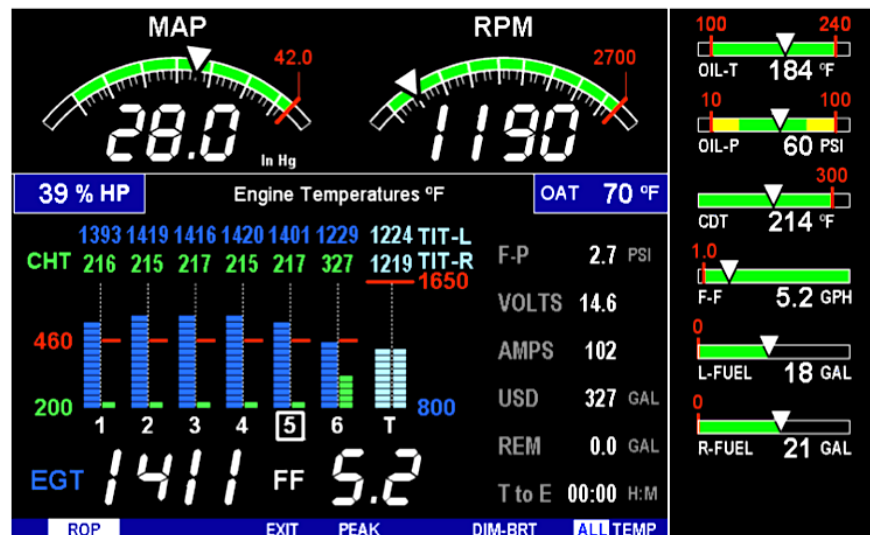 MAP
42.0
28.0 In Hg
RPM
2700
1190
39 % HP
Engine Temperatures ºF
OAT 70 ºF
1393 1419 1416 1420 1401 1229 1224 TIT-L
CHT 216 215 217 215 217 327 1219 TIT-R
1650
460
200
800
1 2 3 4 5 6 T
EGT 1411 FF 5.2
F-P 2.7 PSI
VOLTS 14.6
AMPS 102
USD 327 GAL
REM 0.0 GAL
T to E 00:00 H:M
ROP EXIT PEAK DIM-BRT ALL TEMP
100 240
OIL-T 184 ºF
10 100
OIL-P 60 PSI
300
CDT 214 ºF
1.0
F-F 5.2 GPH
0
L-FUEL 18 GAL
0
R-FUEL 21 GAL